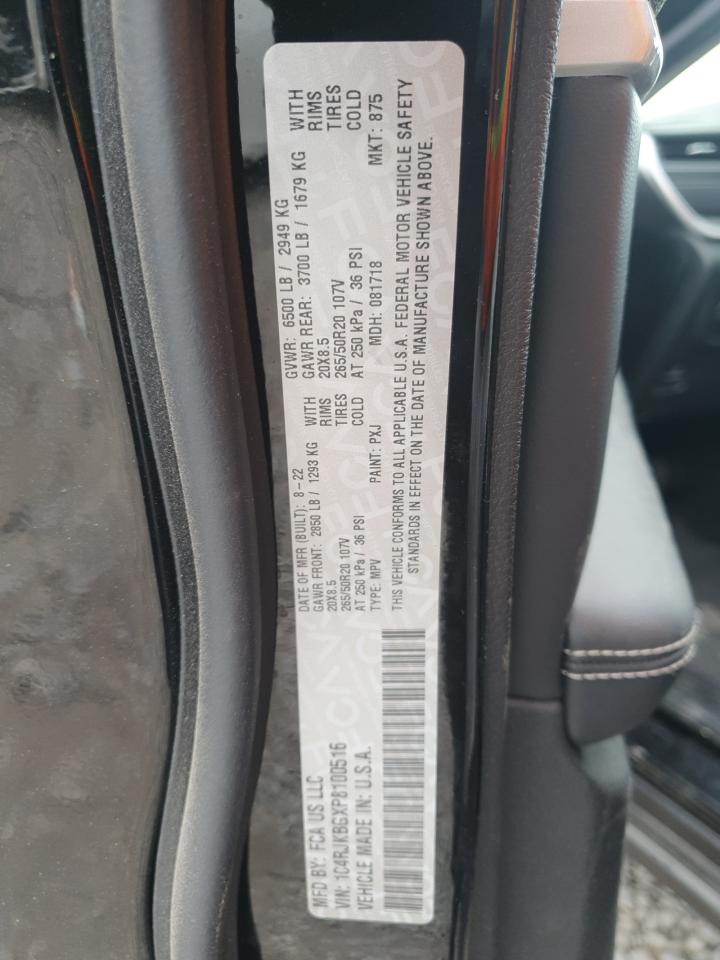 MFD BY: FCA US LLC
DATE OF MFR (BUILT): 8-22
GVWR: 6500 LB / 2949 KG
VIN: 1C4RJKBGXP8100516
GAWR FRONT: 2850 LB / 1293 KG WITH
GAWR REAR: 3700 LB / 1679 KG WITH
VEHICLE MADE IN: U.S.A.
20X8.5 RIMS
20X8.5 RIMS
265/50R20 107V TIRES
265/50R20 107V TIRES
AT 250 kPa / 36 PSI COLD
AT 250 kPa / 36 PSI COLD
TYPE: MPV PAINT: PXJ MDH: 081718 MKT: 875
THIS VEHICLE CONFORMS TO ALL APPLICABLE U.S.A. FEDERAL MOTOR VEHICLE SAFETY
STANDARDS IN EFFECT ON THE DATE OF MANUFACTURE SHOWN ABOVE.